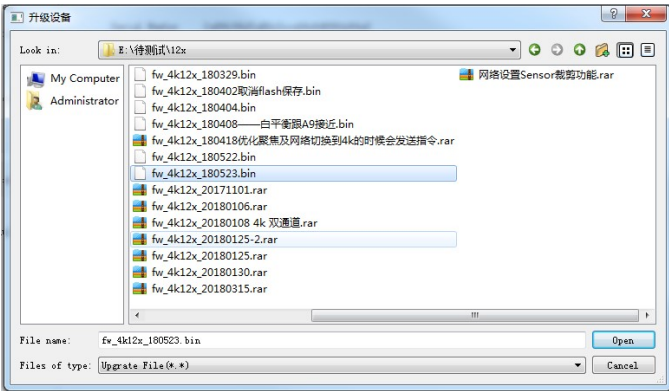 升级设备
Look in:
E:\待测试\12x
My Computer
Administrator
fw_4k12x_180329.bin
fw_4k12x_180402取消flash保存.bin
fw_4k12x_180404.bin
fw_4k12x_180408——白平衡跟A9接近.bin
fw_4k12x_180418优化聚焦及网络切换到4k的时候会发送指令.rar
fw_4k12x_180522.bin
fw_4k12x_180523.bin
fw_4k12x_20171101.rar
fw_4k12x_20180106.rar
fw_4k12x_20180108 4k 双通道.rar
fw_4k12x_20180125-2.rar
fw_4k12x_20180125.rar
fw_4k12x_20180130.rar
fw_4k12x_20180315.rar
网络设置Sensor裁剪功能.rar
File name:
fw_4k12x_180523.bin
Open
Files of type:
Upgrate File(*.*)
Cancel